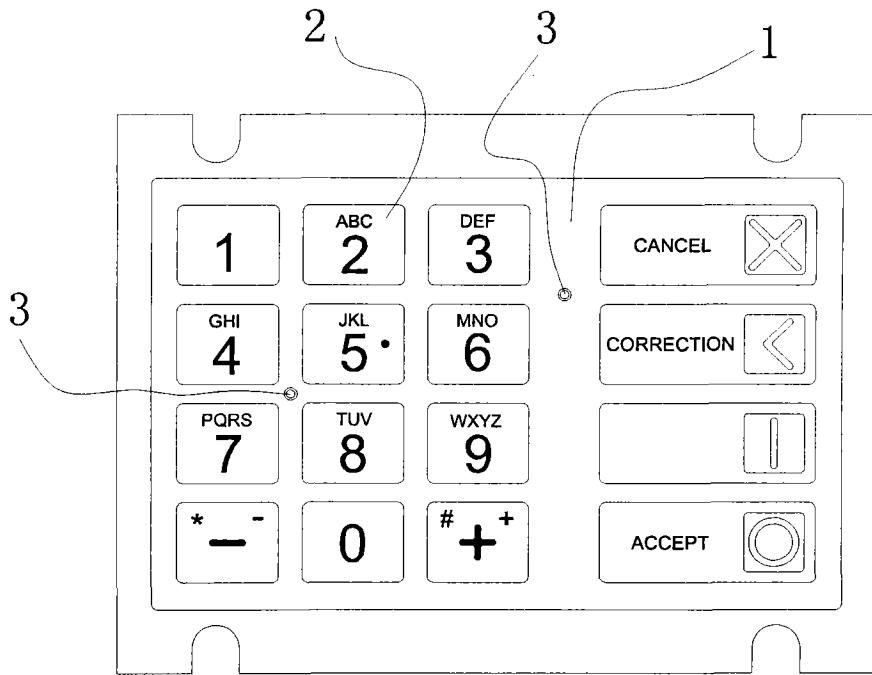 2 3 1
ABC DEF
1 2 3 CANCEL
3
GHI JKL MNO
4 5 6 CORRECTION
PQRS TUV WXYZ
7 8 9
* - # +
− 0 + ACCEPT